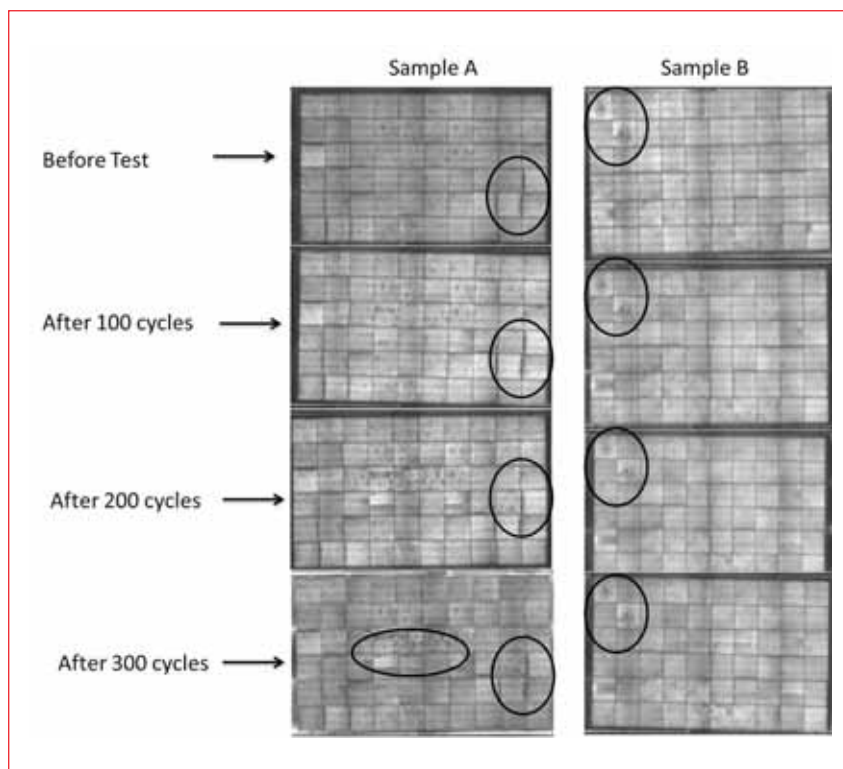 Sample A
Sample B
Before Test
After 100 cycles
After 200 cycles
After 300 cycles